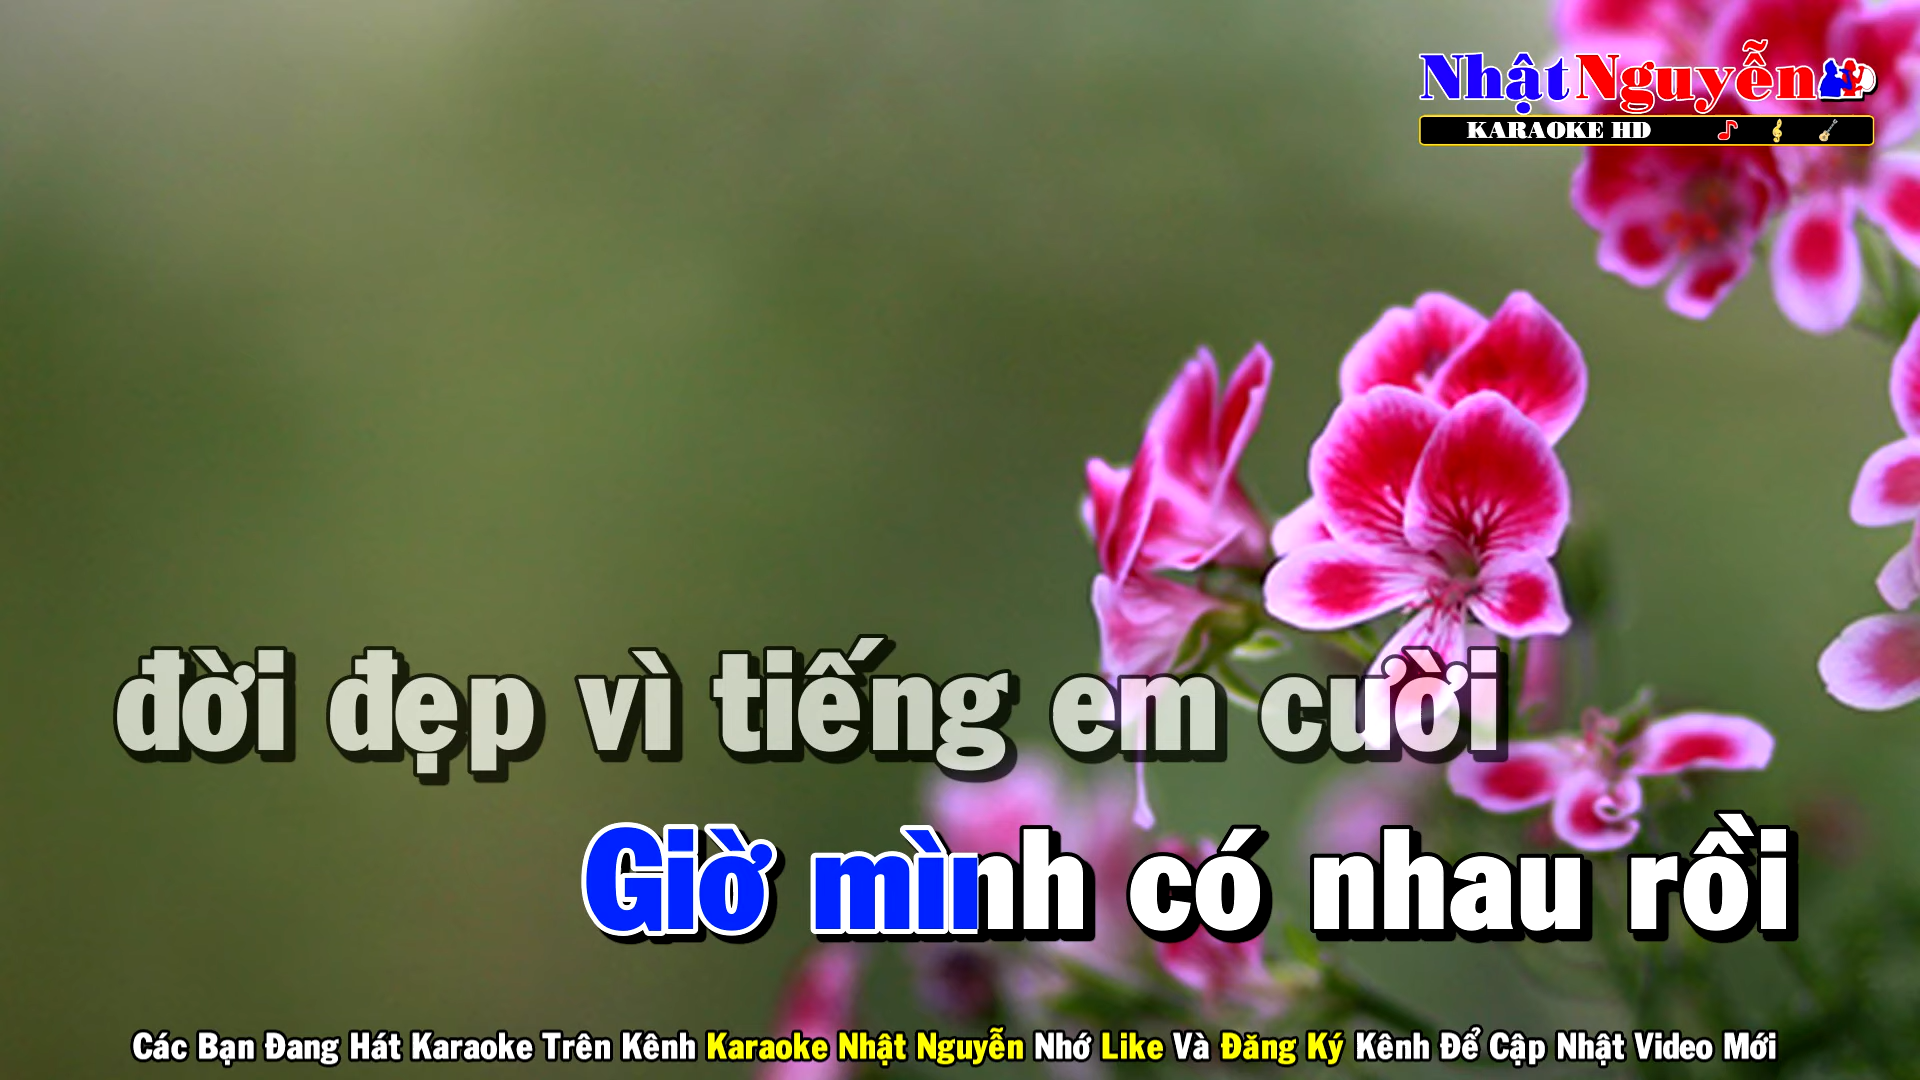 Nhật Nguyễn
KARAOKE HD
đời đẹp vì tiếng em cười
Giờ mình có nhau rồi
Các Bạn Đang Hát Karaoke Trên Kênh Karaoke Nhật Nguyễn Nhớ Like Và Đăng Ký Kênh Để Cập Nhật Video Mới